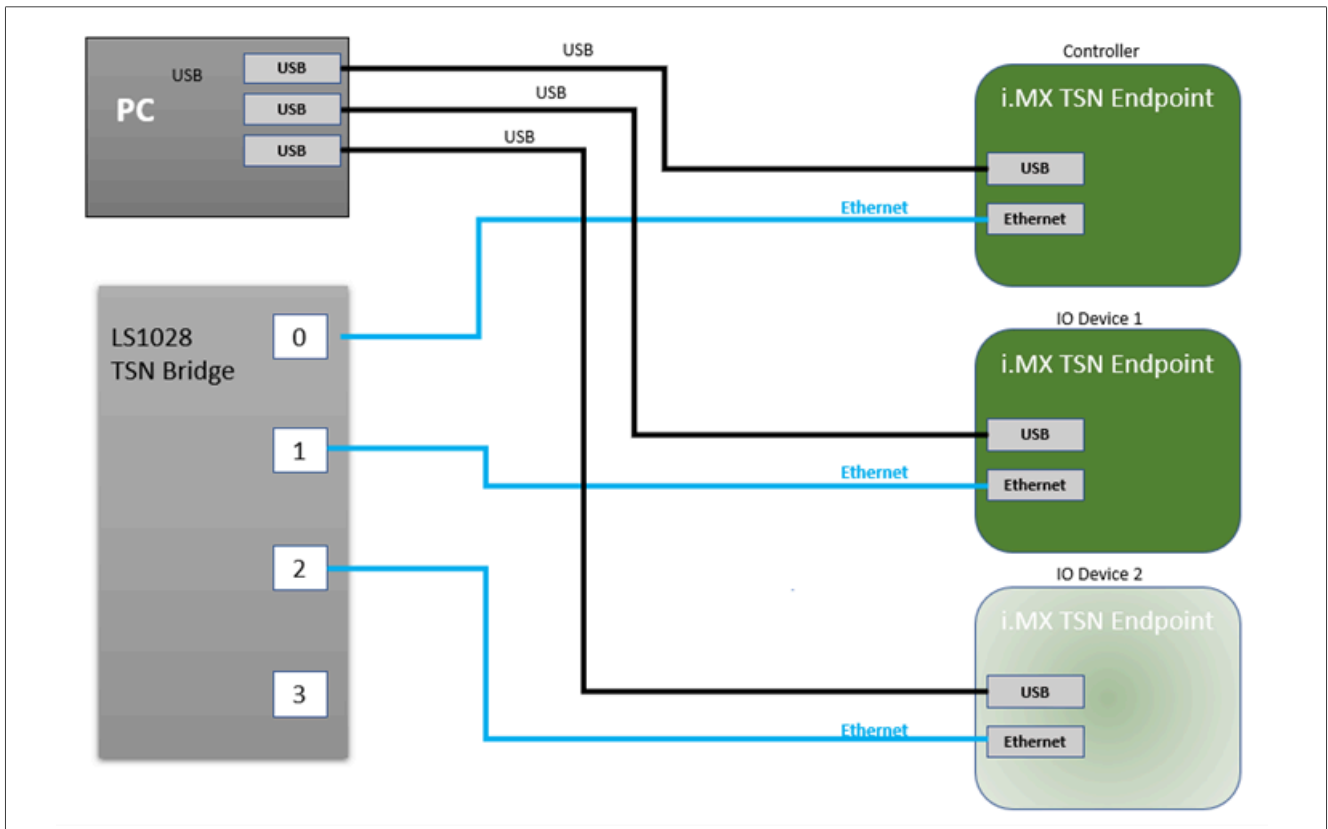 USB
PC
USB
USB
USB
USB
USB
USB
Ethernet
Ethernet
Ethernet
LS1028
TSN Bridge
0
1
2
3
Controller
i.MX TSN Endpoint
USB
Ethernet
IO Device 1
i.MX TSN Endpoint
USB
Ethernet
IO Device 2
i.MX TSN Endpoint
USB
Ethernet